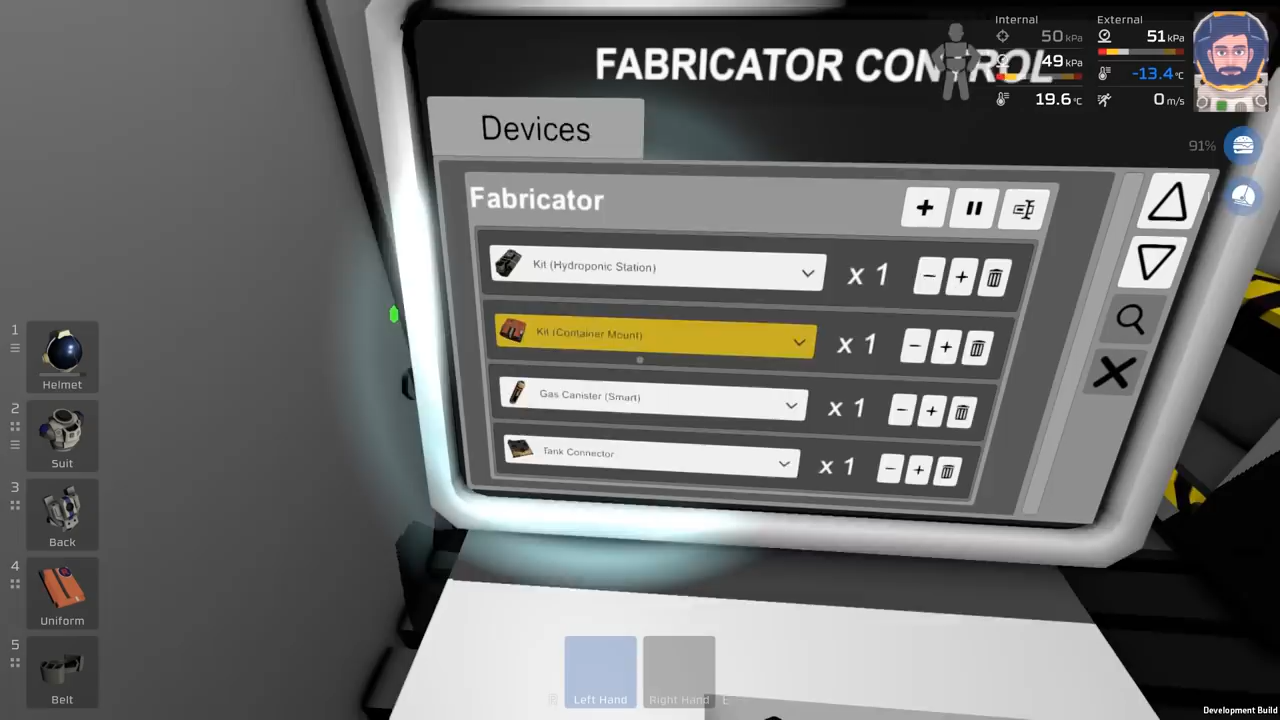 FABRICATOR CONTROL
Internal
50 kPa
49 kPa
19.6 °C
External
51 kPa
-13.4 °C
0 m/s
91%
Devices
Fabricator
Kit (Hydroponic Station)
x 1
Kit (Container Mount)
x 1
Gas Canister (Smart)
x 1
Tank Connector
x 1
1
Helmet
2
Suit
3
Back
4
Uniform
5
Belt
Left Hand
Right Hand
E
Development Build